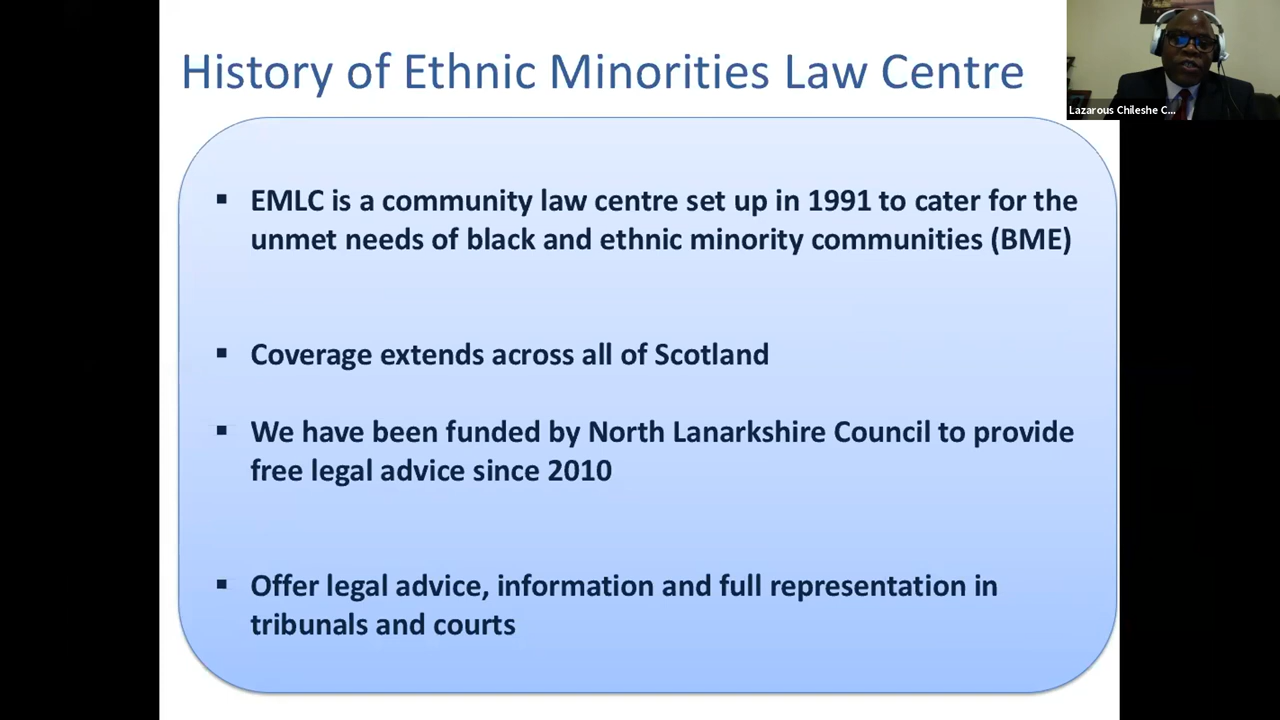 History of Ethnic Minorities Law Centre
Lazarous Chileshe C...
▪ EMLC is a community law centre set up in 1991 to cater for the
unmet needs of black and ethnic minority communities (BME)
▪ Coverage extends across all of Scotland
▪ We have been funded by North Lanarkshire Council to provide
free legal advice since 2010
▪ Offer legal advice, information and full representation in
tribunals and courts